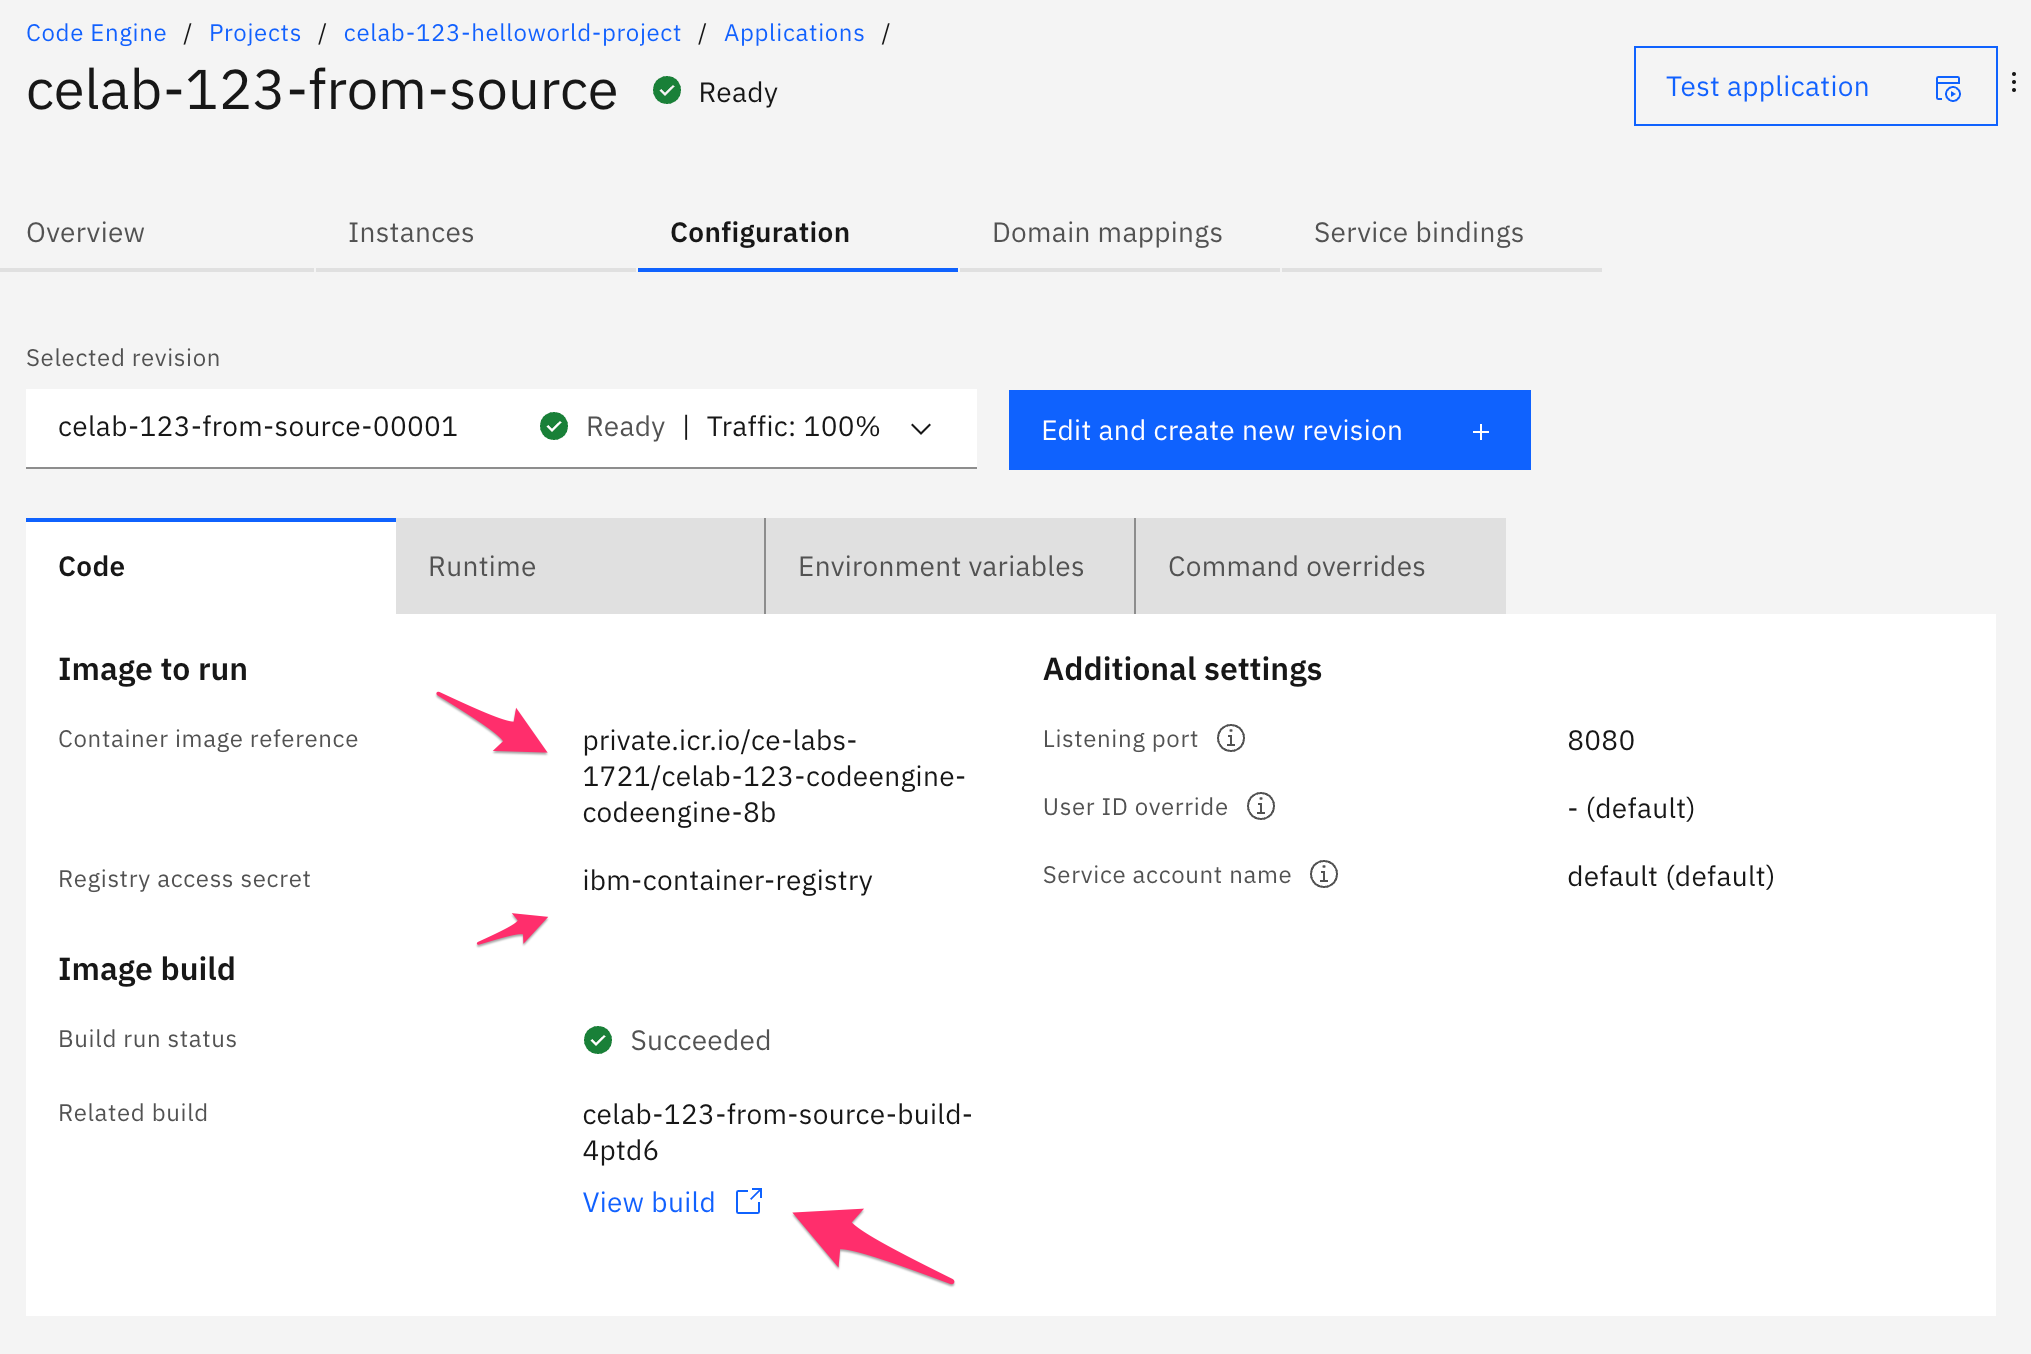 Code Engine / Projects / celab-123-helloworld-project / Applications /
celab-123-from-source Ready
Test application
Overview Instances Configuration Domain mappings Service bindings
Selected revision
celab-123-from-source-00001 Ready | Traffic: 100%
Edit and create new revision +
Code Runtime Environment variables Command overrides
Image to run
Container image reference
private.icr.io/ce-labs-
1721/celab-123-codeengine-
codeengine-8b
Registry access secret
ibm-container-registry
Image build
Build run status
Succeeded
Related build
celab-123-from-source-build-
4ptd6
View build
Additional settings
Listening port
8080
User ID override
- (default)
Service account name
default (default)